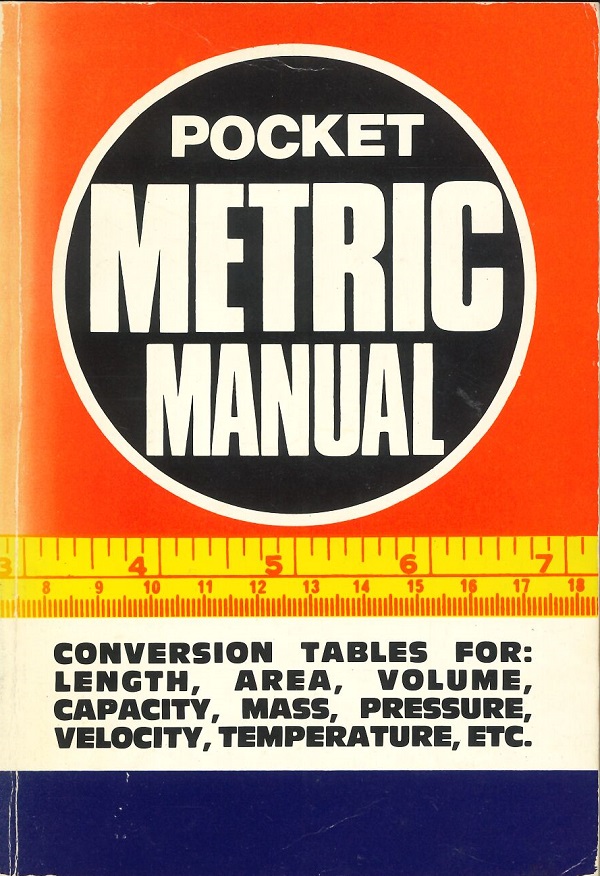 POCKET
METRIC
MANUAL
3 4 5 6 7
8 9 10 11 12 13 14 15 16 17 18
CONVERSION TABLES FOR:
LENGTH, AREA, VOLUME,
CAPACITY, MASS, PRESSURE,
VELOCITY, TEMPERATURE, ETC.